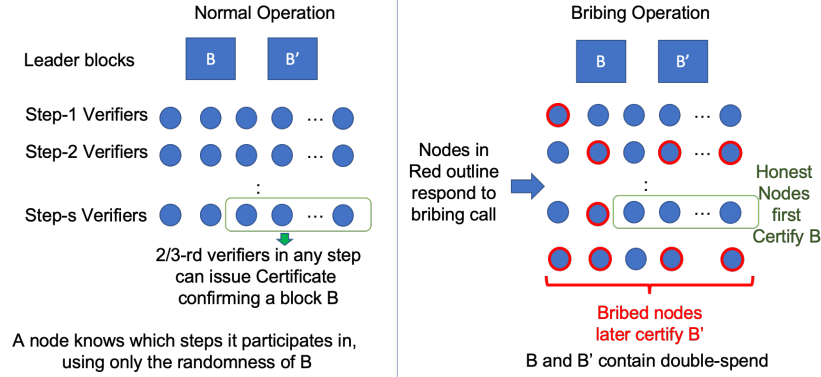 Normal Operation
Leader blocks
B
B’
Step-1 Verifiers
...
Step-2 Verifiers
...
:
Step-s Verifiers
...
2/3-rd verifiers in any step
can issue Certificate
confirming a block B
A node knows which steps it participates in,
using only the randomness of B
Bribing Operation
B
B’
...
...
Nodes in
Red outline
respond to
bribing call
:
...
Honest
Nodes
first
Certify B
Bribed nodes
later certify B’
B and B’ contain double-spend